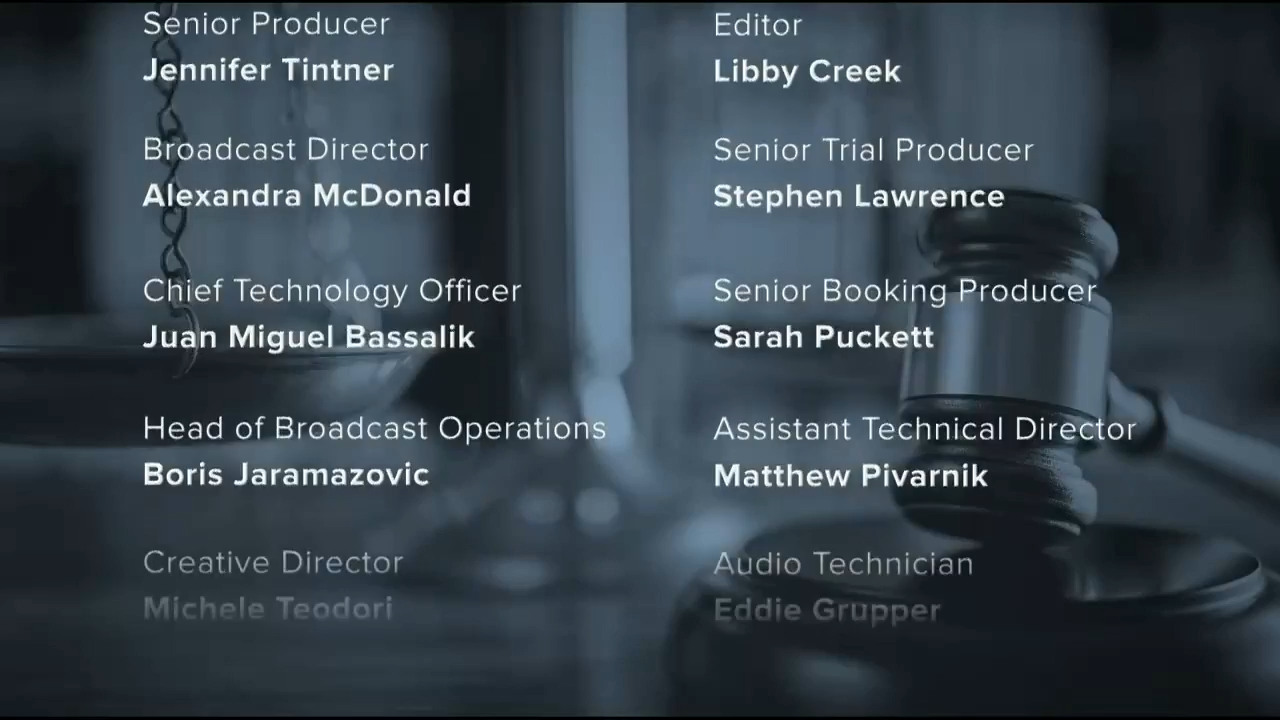 Senior Producer
Jennifer Tintner
Broadcast Director
Alexandra McDonald
Chief Technology Officer
Juan Miguel Bassalik
Head of Broadcast Operations
Boris Jaramazovic
Creative Director
Michele Teodori
Editor
Libby Creek
Senior Trial Producer
Stephen Lawrence
Senior Booking Producer
Sarah Puckett
Assistant Technical Director
Matthew Pivarnik
Audio Technician
Eddie Grupper